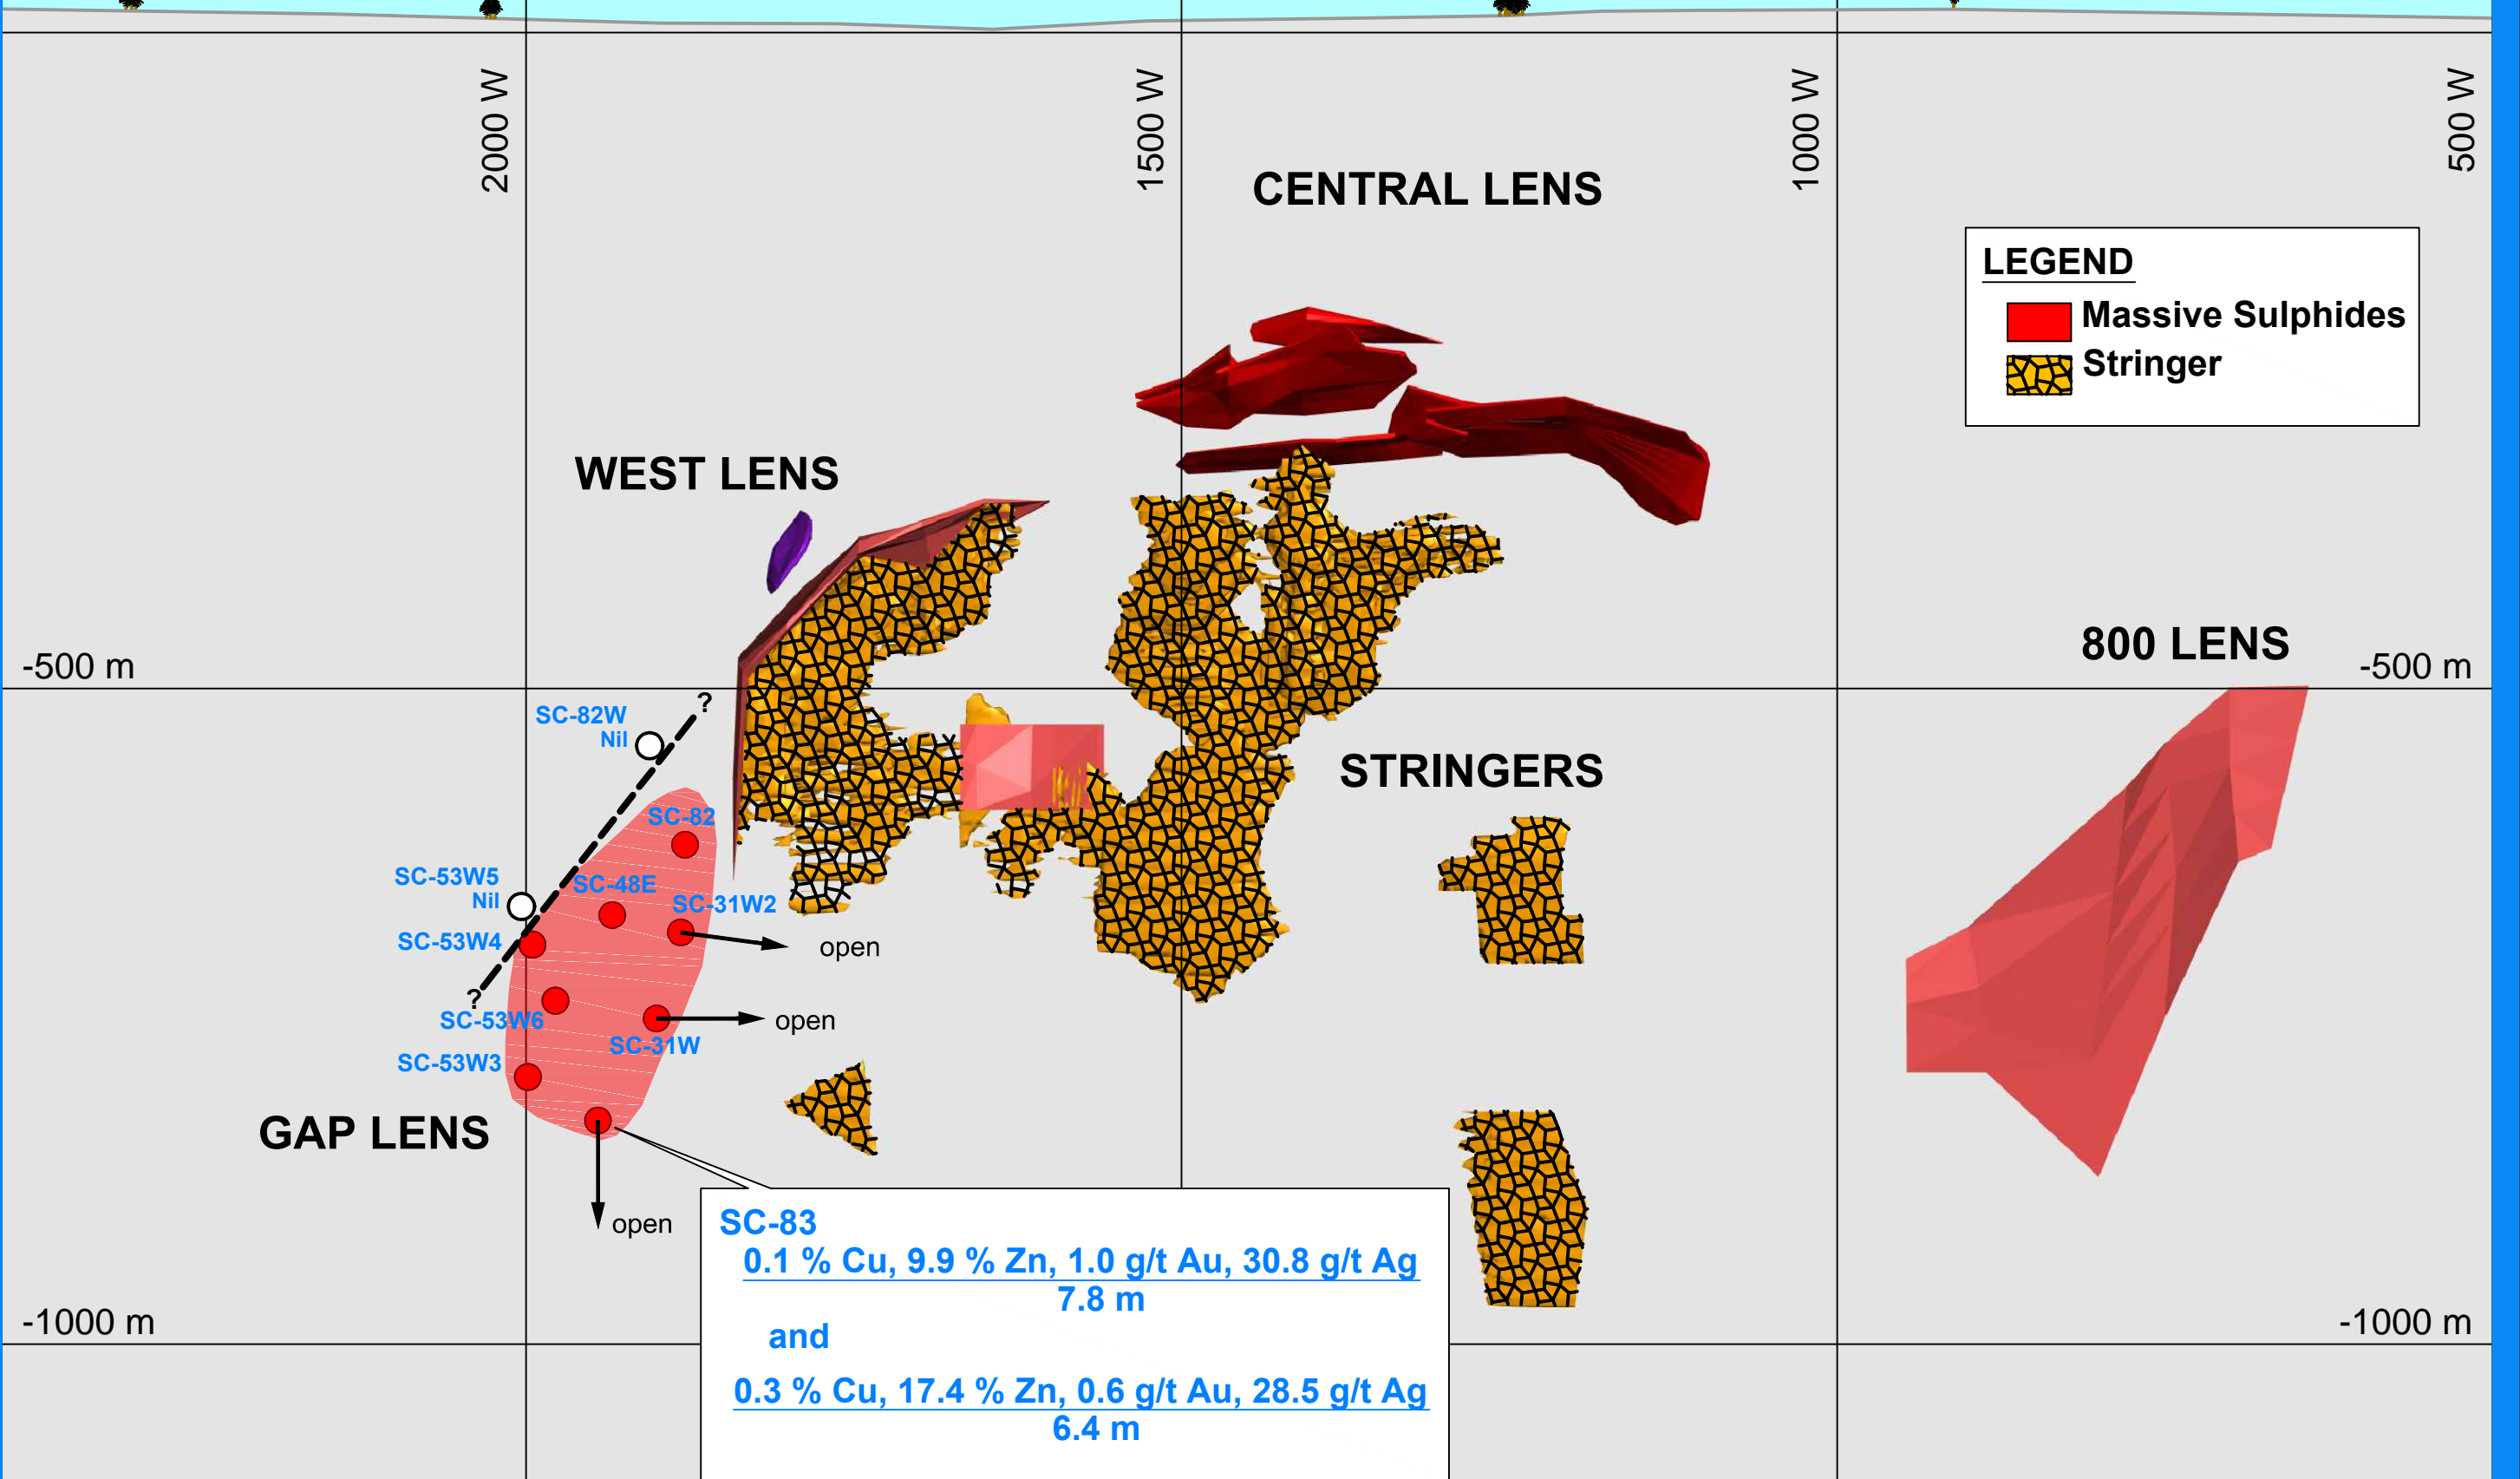 2000 W
1500 W
1000 W
500 W
CENTRAL LENS
LEGEND
Massive Sulphides
Stringer
WEST LENS
800 LENS
-500 m
-500 m
?
SC-82W
Nil
STRINGERS
SC-82
SC-53W5
Nil
SC-48E
SC-31W2
SC-53W4
open
?
SC-53W6
open
SC-31W
SC-53W3
GAP LENS
open
SC-83
0.1 % Cu, 9.9 % Zn, 1.0 g/t Au, 30.8 g/t Ag
7.8 m
and
-1000 m
-1000 m
0.3 % Cu, 17.4 % Zn, 0.6 g/t Au, 28.5 g/t Ag
6.4 m